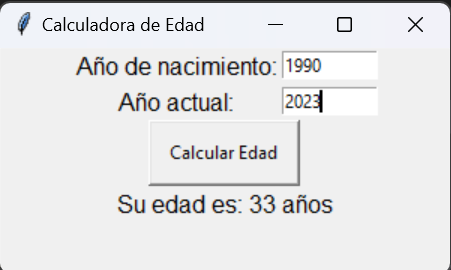 Calculadora de Edad
Año de nacimiento: 1990
Año actual: 2023
Calcular Edad
Su edad es: 33 años